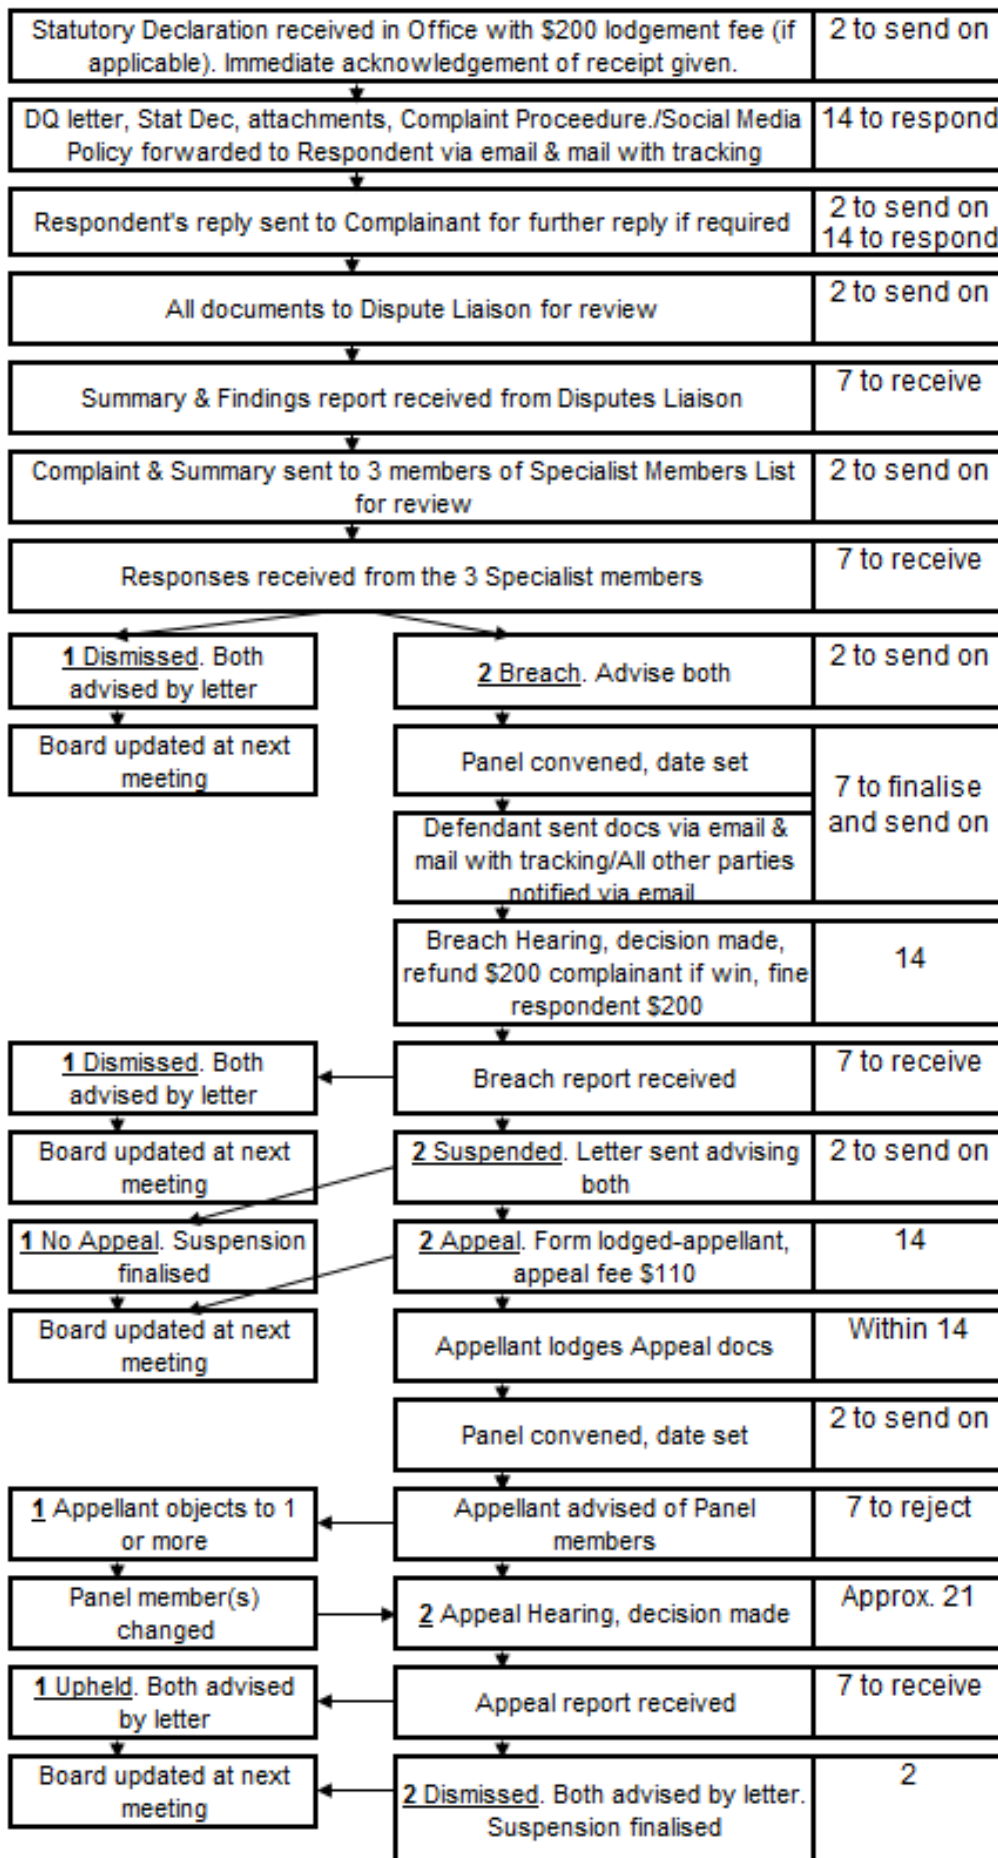 Statutory Declaration received in Office with $200 lodgement fee (if
applicable). Immediate acknowledgement of receipt given.
2 to send on
DQ letter, Stat Dec, attachments, Complaint Proceedure./Social Media
Policy forwarded to Respondent via email & mail with tracking
14 to respond
Respondent's reply sent to Complainant for further reply if required
2 to send on
14 to respond
All documents to Dispute Liaison for review
2 to send on
Summary & Findings report received from Disputes Liaison
7 to receive
Complaint & Summary sent to 3 members of Specialist Members List
for review
2 to send on
Responses received from the 3 Specialist members
7 to receive
1 Dismissed. Both
advised by letter
2 Breach. Advise both
2 to send on
Board updated at next
meeting
Panel convened, date set
7 to finalise
and send on
Defendant sent docs via email &
mail with tracking/All other parties
notified via email
Breach Hearing, decision made,
refund $200 complainant if win, fine
respondent $200
14
1 Dismissed. Both
advised by letter
Breach report received
7 to receive
Board updated at next
meeting
2 Suspended. Letter sent advising
both
2 to send on
1 No Appeal. Suspension
finalised
2 Appeal. Form lodged-appellant,
appeal fee $110
14
Board updated at next
meeting
Appellant lodges Appeal docs
Within 14
Panel convened, date set
2 to send on
1 Appellant objects to 1
or more
Appellant advised of Panel
members
7 to reject
Panel member(s)
changed
2 Appeal Hearing, decision made
Approx. 21
1 Upheld. Both advised
by letter
Appeal report received
7 to receive
Board updated at next
meeting
2 Dismissed. Both advised by letter.
Suspension finalised
2